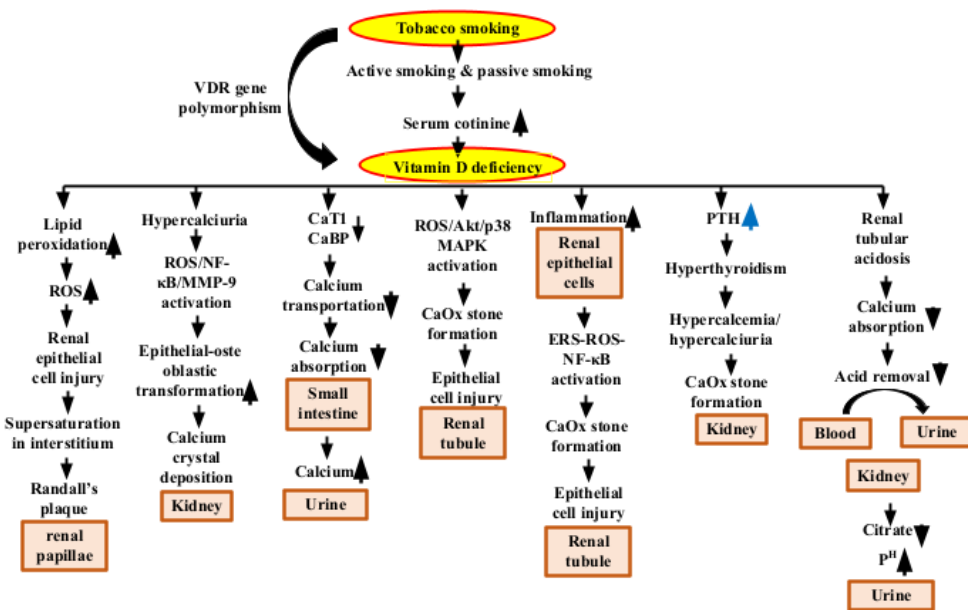 Tobacco smoking
Active smoking & passive smoking
VDR gene
polymorphism
Serum cotinine
Vitamin D deficiency
Lipid
peroxidation
ROS
Renal
epithelial
cell injury
Supersaturation
in interstitium
Randall's
plaque
renal
papillae
Hypercalciuria
ROS/NF-
κB/MMP-9
activation
Epithelial-oste
oblastic
transformation
Calcium
crystal
deposition
Kidney
CaT1
CaBP
Calcium
transportation
Calcium
absorption
Small
intestine
Calcium
Urine
ROS/Akt/p38
MAPK
activation
CaOx stone
formation
Epithelial
cell injury
Renal
tubule
Inflammation
Renal
epithelial
cells
ERS-ROS-
NF-κB
activation
CaOx stone
formation
Epithelial
cell injury
Renal
tubule
PTH
Hyperthyroidism
Hypercalcemia/
hypercalciuria
CaOx stone
formation
Kidney
Renal
tubular
acidosis
Calcium
absorption
Acid removal
Blood
Urine
Kidney
Citrate
P^H
Urine